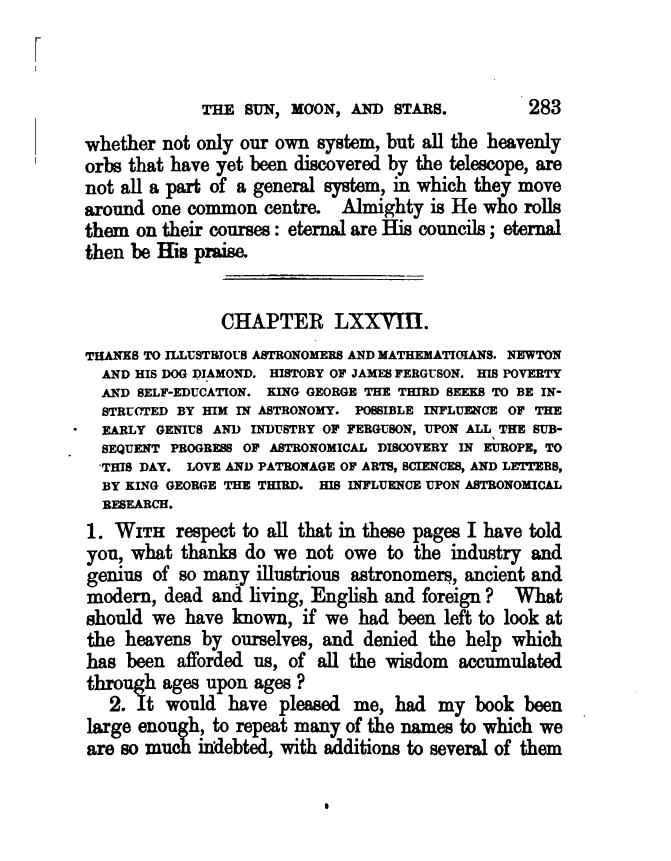 THE SUN, MOON, AND STARS. 283
whether not only our own system, but all the heavenly
orbs that have yet been discovered by the telescope, are
not all a part of a general system, in which they move
around one common centre. Almighty is He who rolls
them on their courses: eternal are His councils; eternal
then be His praise.
CHAPTER LXXVIII.
THANKS TO ILLUSTRIOUS ASTRONOMERS AND MATHEMATICIANS. NEWTON
AND HIS DOG DIAMOND. HISTORY OF JAMES FERGUSON. HIS POVERTY
AND SELF-EDUCATION. KING GEORGE THE THIRD SEEKS TO BE IN-
STRUCTED BY HIM IN ASTRONOMY. POSSIBLE INFLUENCE OF THE
EARLY GENIUS AND INDUSTRY OF FERGUSON, UPON ALL THE SUB-
SEQUENT PROGRESS OF ASTRONOMICAL DISCOVERY IN EUROPE, TO
THIS DAY. LOVE AND PATRONAGE OF ARTS, SCIENCES, AND LETTERS,
BY KING GEORGE THE THIRD. HIS INFLUENCE UPON ASTRONOMICAL
RESEARCH.
1. WITH respect to all that in these pages I have told
you, what thanks do we not owe to the industry and
genius of so many illustrious astronomers, ancient and
modern, dead and living, English and foreign? What
should we have known, if we had been left to look at
the heavens by ourselves, and denied the help which
has been afforded us, of all the wisdom accumulated
through ages upon ages?
2. It would have pleased me, had my book been
large enough, to repeat many of the names to which we
are so much indebted, with additions to several of them